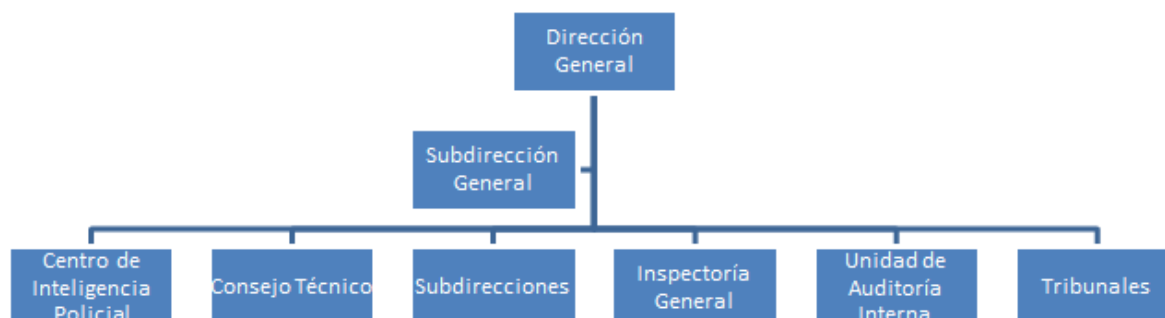 Dirección
General
Subdirección
General
Centro de
Inteligencia
Policial
Consejo Técnico
Subdirecciones
Inspectoría
General
Unidad de
Auditoría
Interna
Tribunales